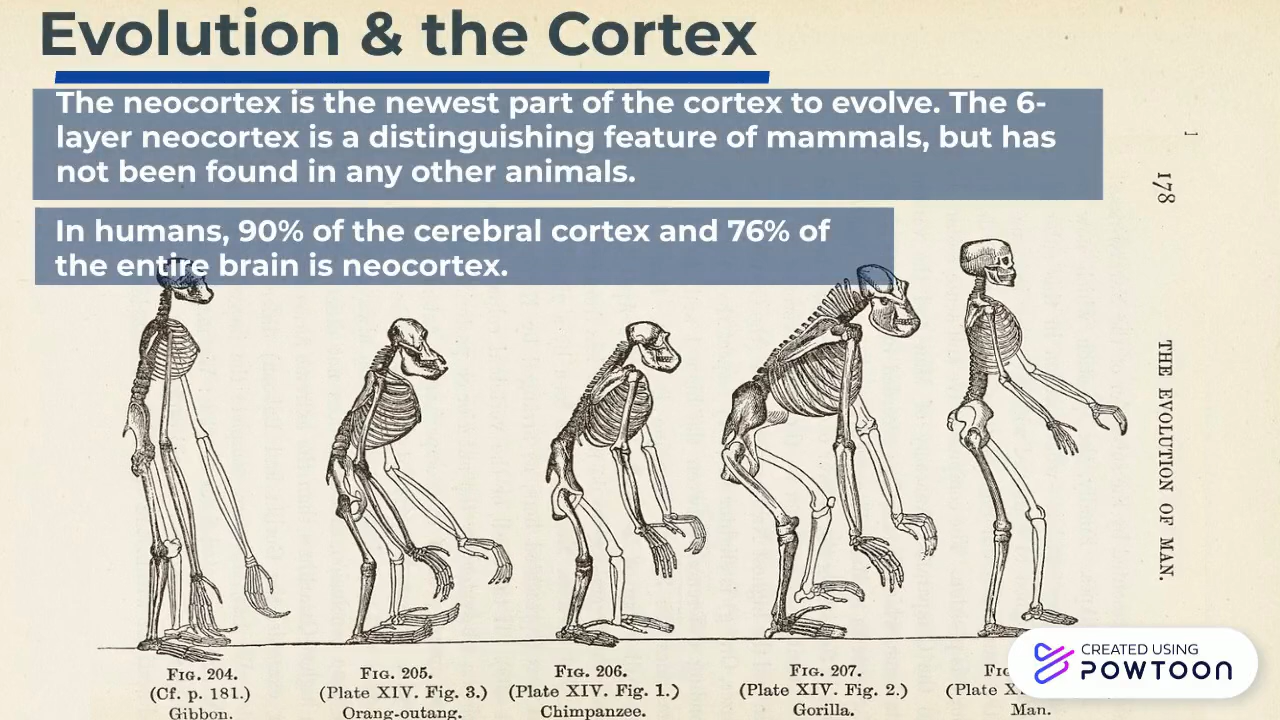 Evolution & the Cortex
The neocortex is the newest part of the cortex to evolve. The 6-
layer neocortex is a distinguishing feature of mammals, but has
not been found in any other animals.
In humans, 90% of the cerebral cortex and 76% of
the entire brain is neocortex.
178
THE EVOLUTION OF MAN.
FIG. 204.
(Cf. p. 181.)
Gibbon.
FIG. 205.
(Plate XIV. Fig. 3.)
Orang-outang.
FIG. 206.
(Plate XIV. Fig. 1.)
Chimpanzee.
FIG. 207.
(Plate XIV. Fig. 2.)
Gorilla.
(Plate
Man.
CREATED USING
POWTOON